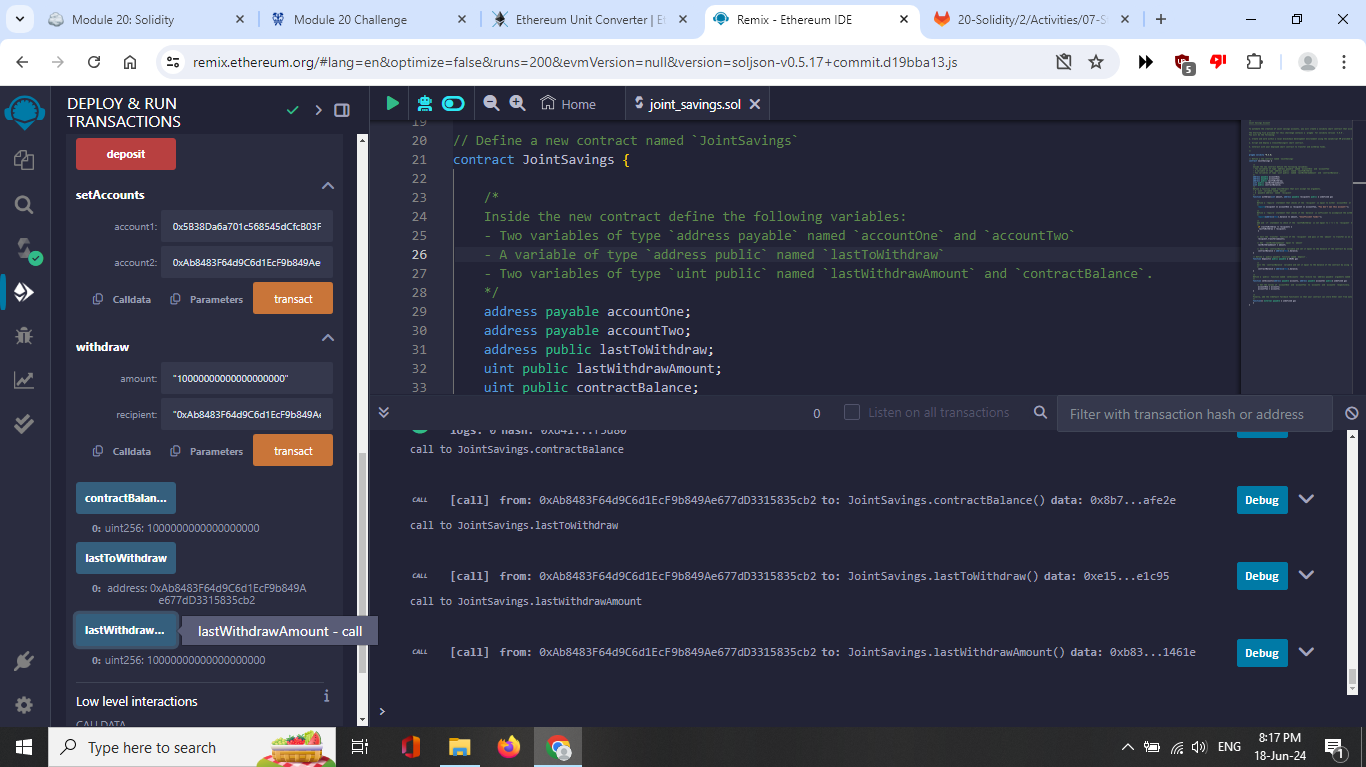 Module 20: Solidity
Module 20 Challenge
Ethereum Unit Converter | Et
Remix - Ethereum IDE
20-Solidity/2/Activities/07-S
remix.ethereum.org/#lang=en&optimize=false&runs=200&evmVersion=null&version=soljson-v0.5.17+commit.d19bba13.js
5
DEPLOY & RUN
TRANSACTIONS
Home
joint_savings.sol
deposit
setAccounts
account1: 0x5B38Da6a701c568545dCfcB03F
account2: 0xAb8483F64d9C6d1EcF9b849Ae
Calldata Parameters transact
withdraw
amount: "10000000000000000000"
recipient: "0xAb8483F64d9C6d1EcF9b849Ae
Calldata Parameters transact
contractBalan...
0: uint256: 1000000000000000000
lastToWithdraw
0: address: 0xAb8483F64d9C6d1EcF9b849A
e677dD3315835cb2
lastWithdraw...
lastWithdrawAmount - call
0: uint256: 10000000000000000000
Low level interactions
i
CALLDATA
19
20 // Define a new contract named `JointSavings`
21 contract JointSavings {
22
23 /*
24 Inside the new contract define the following variables:
25 - Two variables of type `address payable` named `accountOne` and `accountTwo`
26 - A variable of type `address public` named `lastToWithdraw`
27 - Two variables of type `uint public` named `lastWithdrawAmount` and `contractBalance`.
28 */
29 address payable accountOne;
30 address payable accountTwo;
31 address public lastToWithdraw;
32 uint public lastWithdrawAmount;
33 uint public contractBalance;
0
Listen on all transactions
Filter with transaction hash or address
logs: 0 hash: 0xd41...f5d80
call to JointSavings.contractBalance
CALL [call] from: 0xAb8483F64d9C6d1EcF9b849Ae677dD3315835cb2 to: JointSavings.contractBalance() data: 0x8b7...afe2e Debug
call to JointSavings.lastToWithdraw
CALL [call] from: 0xAb8483F64d9C6d1EcF9b849Ae677dD3315835cb2 to: JointSavings.lastToWithdraw() data: 0xe15...e1c95 Debug
call to JointSavings.lastWithdrawAmount
CALL [call] from: 0xAb8483F64d9C6d1EcF9b849Ae677dD3315835cb2 to: JointSavings.lastWithdrawAmount() data: 0xb83...1461e Debug
>
Type here to search
ENG
8:17 PM
18-Jun-24
1